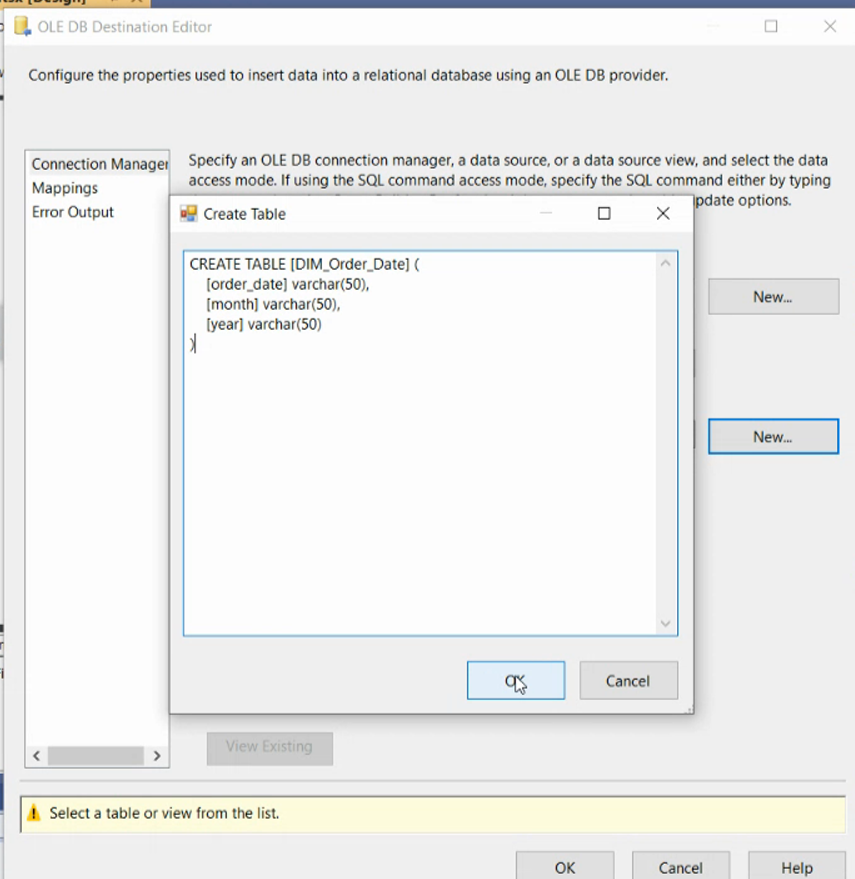 [Design]
OLE DB Destination Editor
Configure the properties used to insert data into a relational database using an OLE DB provider.
Connection Manager
Mappings
Error Output
Specify an OLE DB connection manager, a data source, or a data source view, and select the data
access mode. If using the SQL command access mode, specify the SQL command either by typing
update options.
Create Table
CREATE TABLE [DIM_Order_Date] (
[order_date] varchar(50),
[month] varchar(50),
[year] varchar(50)
)
New...
New...
OK
Cancel
View Existing
Select a table or view from the list.
OK
Cancel
Help